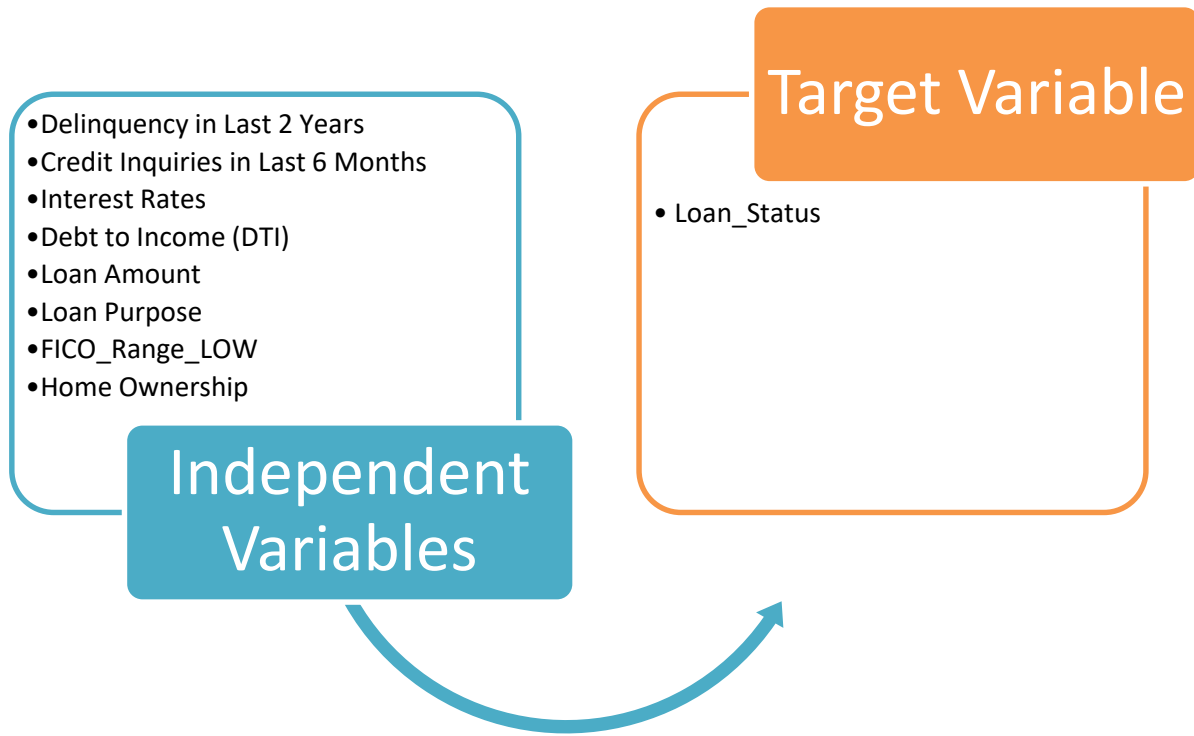 •Delinquency in Last 2 Years
•Credit Inquiries in Last 6 Months
•Interest Rates
•Debt to Income (DTI)
•Loan Amount
•Loan Purpose
•FICO_Range_LOW
•Home Ownership
Independent
Variables
Target Variable
• Loan_Status